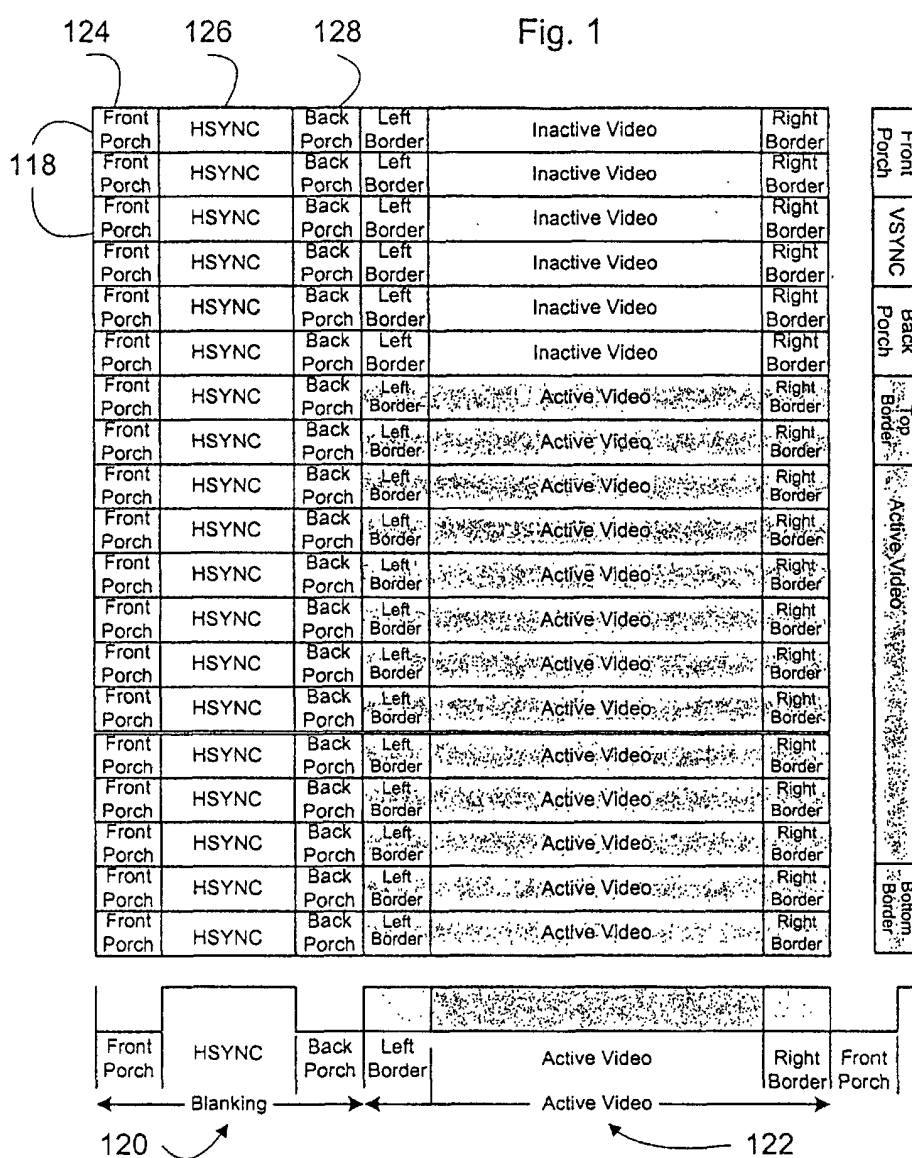 Fig. 1
124 126 128
118
Front Porch HSYNC Back Porch Left Border Inactive Video Right Border
Front Porch HSYNC Back Porch Left Border Inactive Video Right Border
Front Porch HSYNC Back Porch Left Border Inactive Video Right Border
Front Porch HSYNC Back Porch Left Border Inactive Video Right Border
Front Porch HSYNC Back Porch Left Border Inactive Video Right Border
Front Porch HSYNC Back Porch Left Border Inactive Video Right Border
Front Porch HSYNC Back Porch Left Border Active Video Right Border
Front Porch HSYNC Back Porch Left Border Active Video Right Border
Front Porch HSYNC Back Porch Left Border Active Video Right Border
Front Porch HSYNC Back Porch Left Border Active Video Right Border
Front Porch HSYNC Back Porch Left Border Active Video Right Border
Front Porch HSYNC Back Porch Left Border Active Video Right Border
Front Porch HSYNC Back Porch Left Border Active Video Right Border
Front Porch HSYNC Back Porch Left Border Active Video Right Border
Front Porch HSYNC Back Porch Left Border Active Video Right Border
Front Porch HSYNC Back Porch Left Border Active Video Right Border
Front Porch HSYNC Back Porch Left Border Active Video Right Border
Front Porch HSYNC Back Porch Left Border Active Video Right Border
Front Porch HSYNC Back Porch Left Border Active Video Right Border
Front Porch
VSYNC
Back Porch
Top Border
Active Video
Bottom Border
Front Porch HSYNC Back Porch Left Border Active Video Right Border Front Porch
Blanking Active Video
120 122